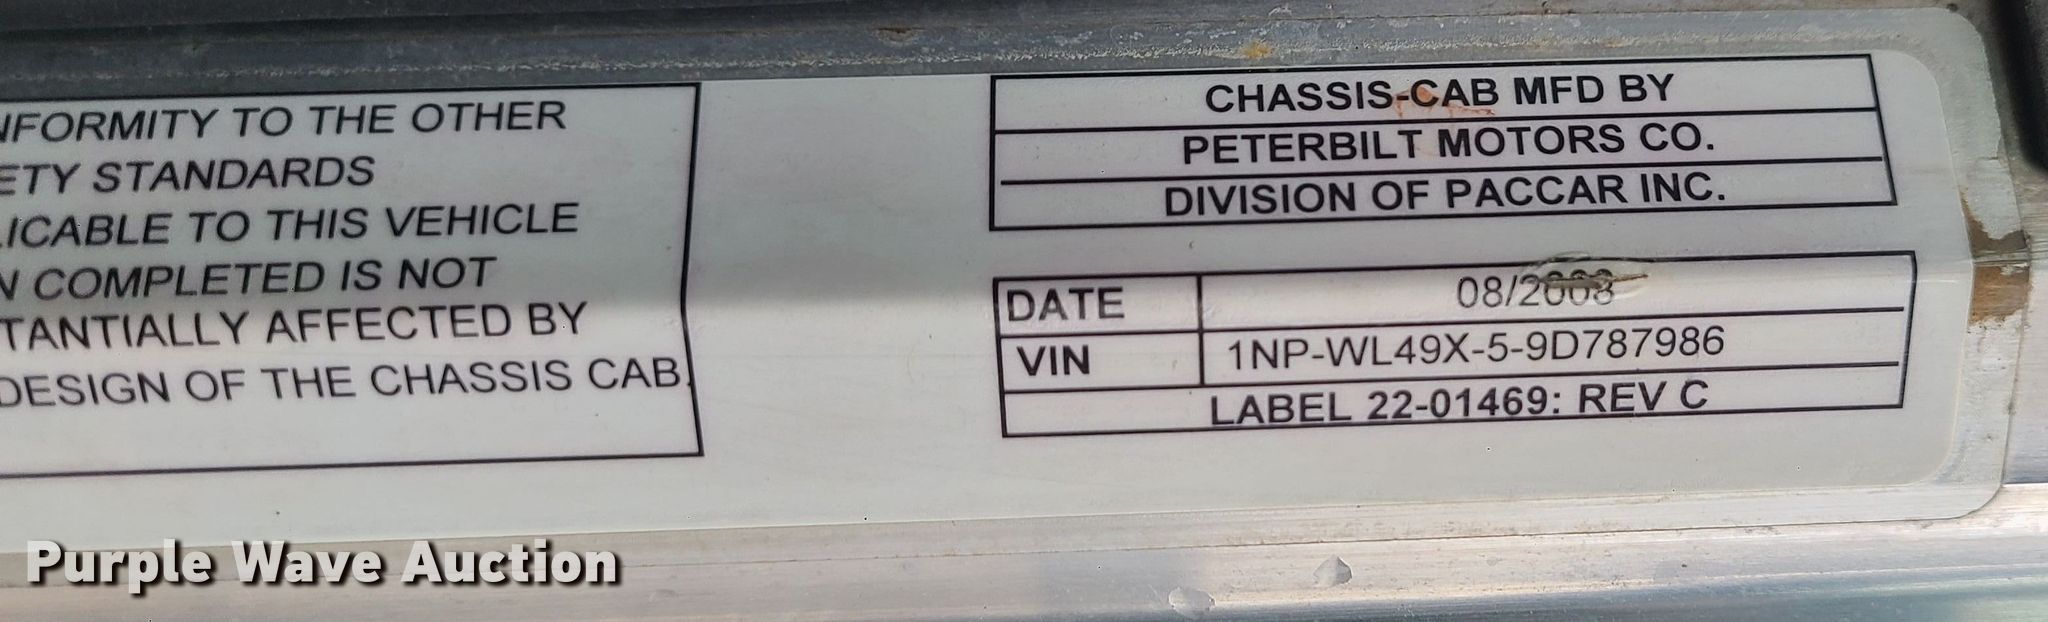 NFORMITY TO THE OTHER
ETY STANDARDS
LICABLE TO THIS VEHICLE
N COMPLETED IS NOT
TANTIALLY AFFECTED BY
DESIGN OF THE CHASSIS CAB.
CHASSIS-CAB MFD BY
PETERBILT MOTORS CO.
DIVISION OF PACCAR INC.
DATE 08/2008
VIN 1NP-WL49X-5-9D787986
LABEL 22-01469: REV C
Purple Wave Auction